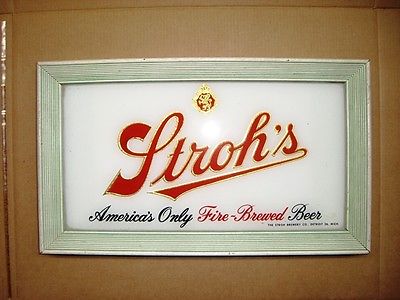 Stroh's
America's Only Fire-Brewed Beer
THE STROH BREWERY CO., DETROIT 26, MICH.